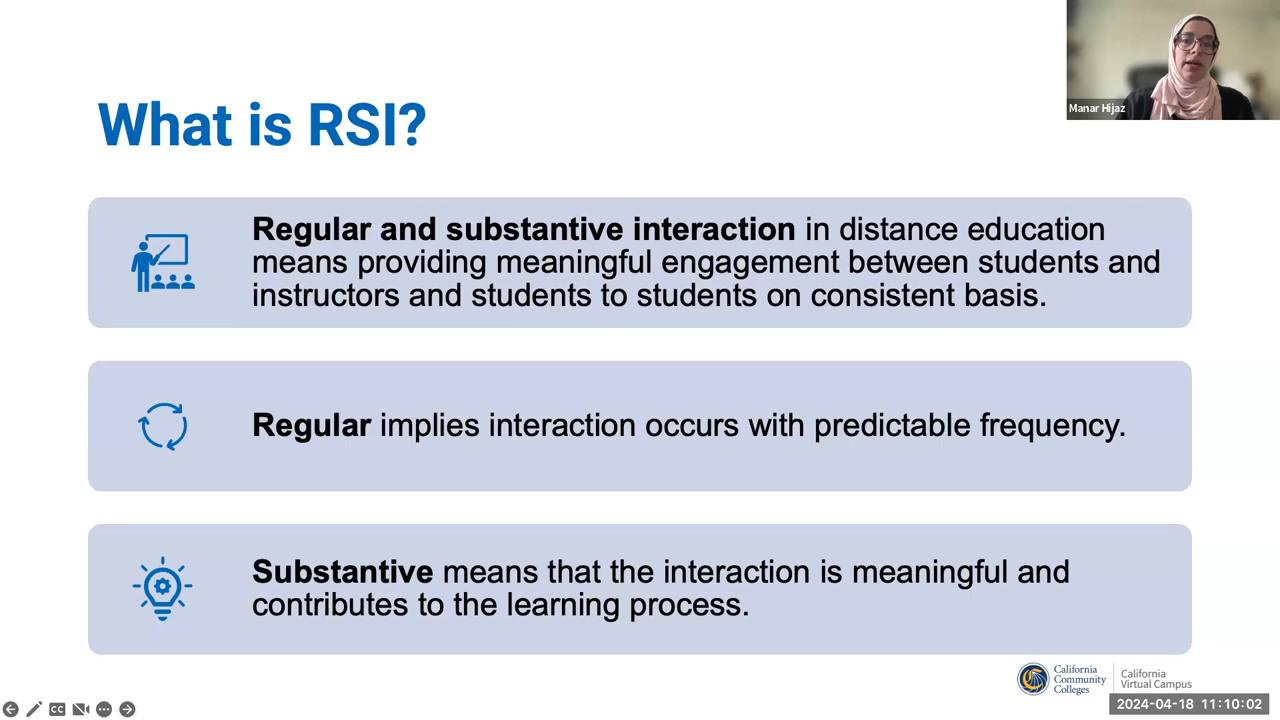 Manar Hijaz
What is RSI?
Regular and substantive interaction in distance education
means providing meaningful engagement between students and
instructors and students to students on consistent basis.
Regular implies interaction occurs with predictable frequency.
Substantive means that the interaction is meaningful and
contributes to the learning process.
California
Community
Colleges
California
Virtual Campus
CC
2024-04-18 11:10:02